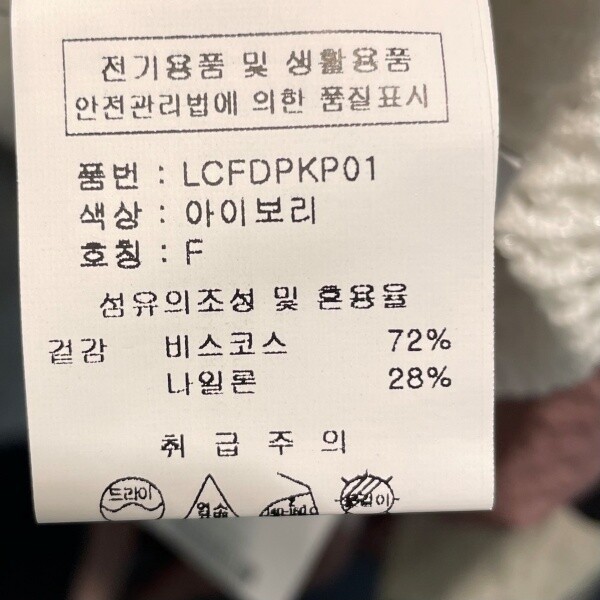 전기용품 및 생활용품
안전관리법에 의한 품질표시
품번 : LCFDPKP01
색상 : 아이보리
호칭 : F
섬유의조성 및 혼용율
겉감 비스코스 72%
나일론 28%
취 급 주 의
드라이 염소